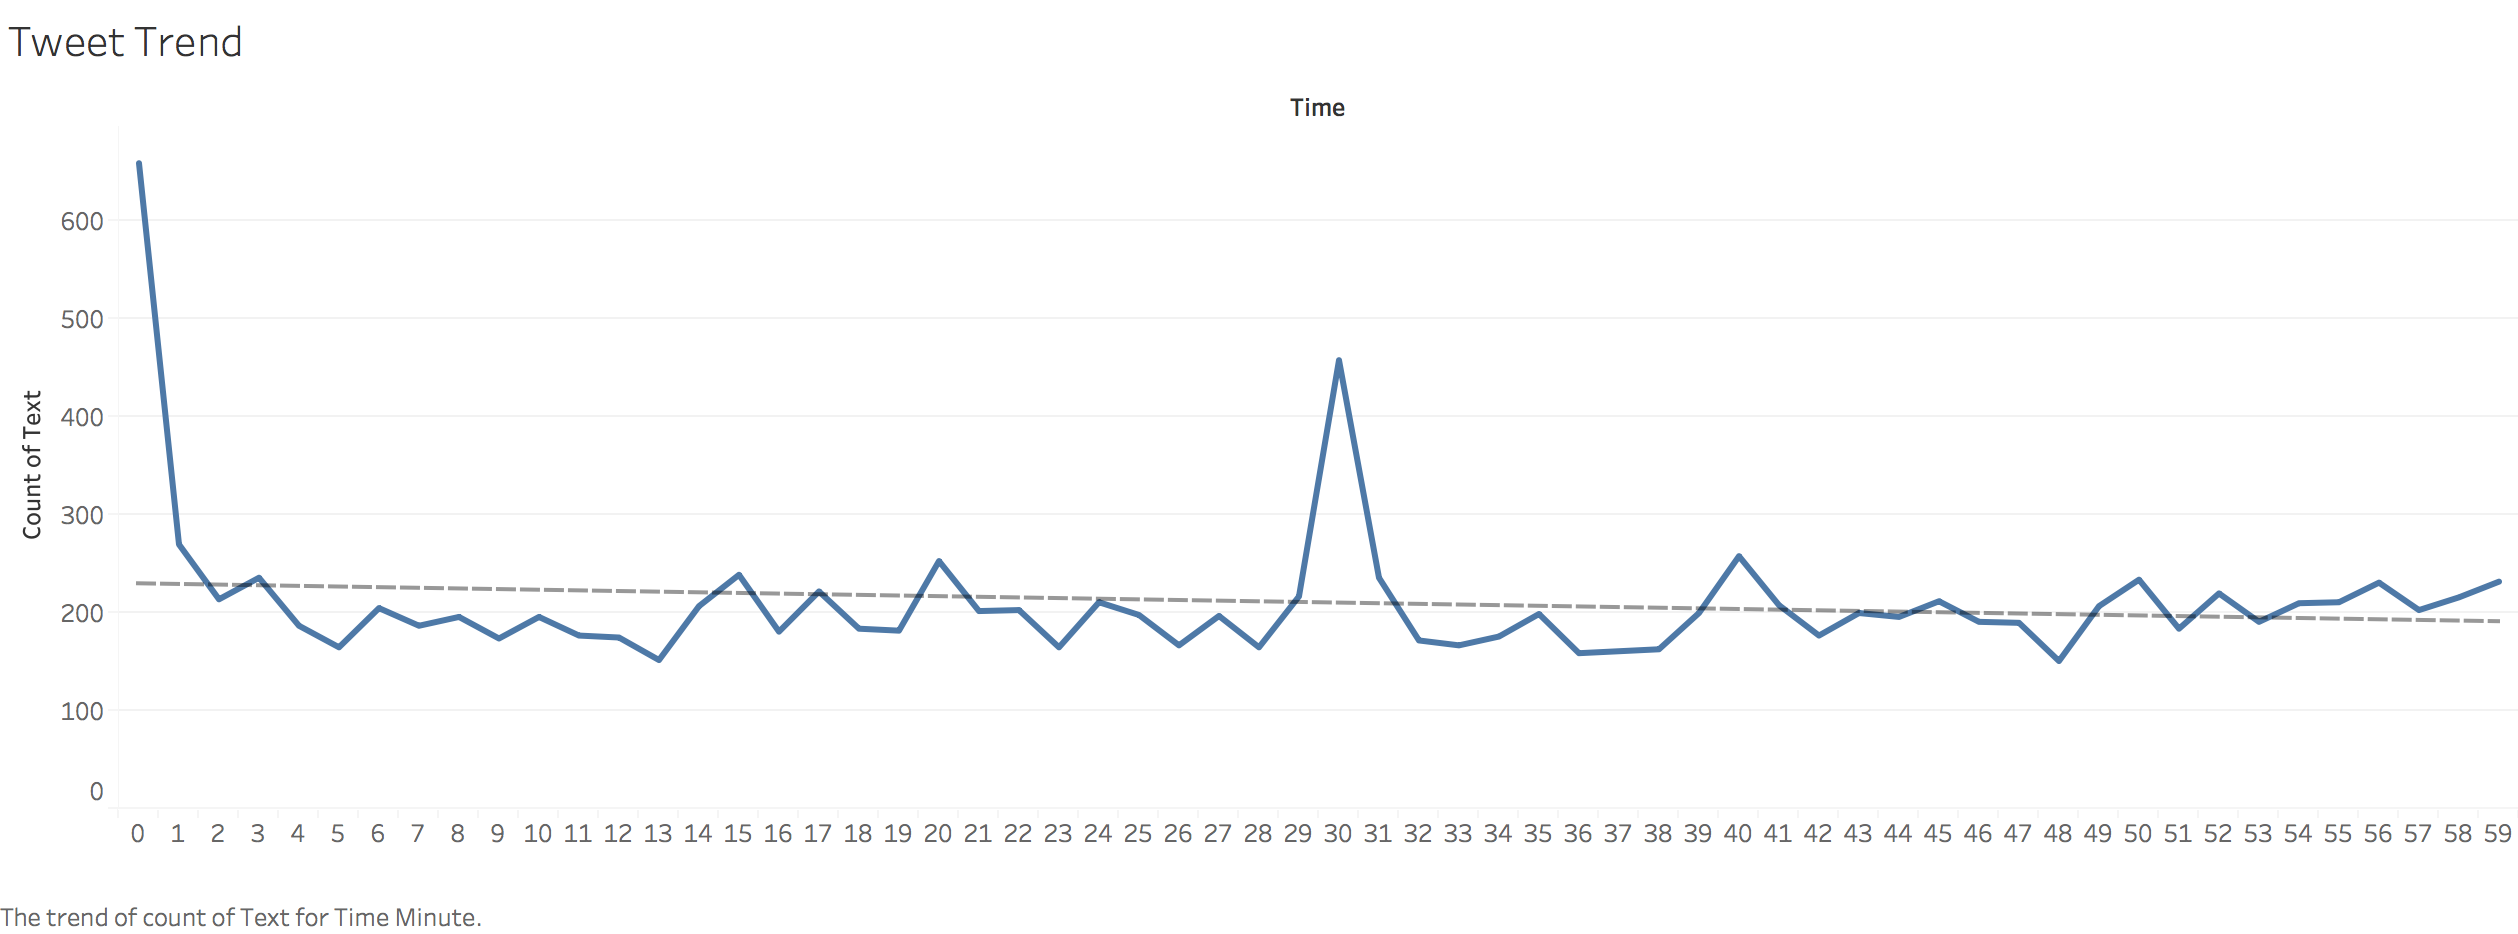 Tweet Trend
Time
Count of Text
600
500
400
300
200
100
0
0 1 2 3 4 5 6 7 8 9 10 11 12 13 14 15 16 17 18 19 20 21 22 23 24 25 26 27 28 29 30 31 32 33 34 35 36 37 38 39 40 41 42 43 44 45 46 47 48 49 50 51 52 53 54 55 56 57 58 59
The trend of count of Text for Time Minute.